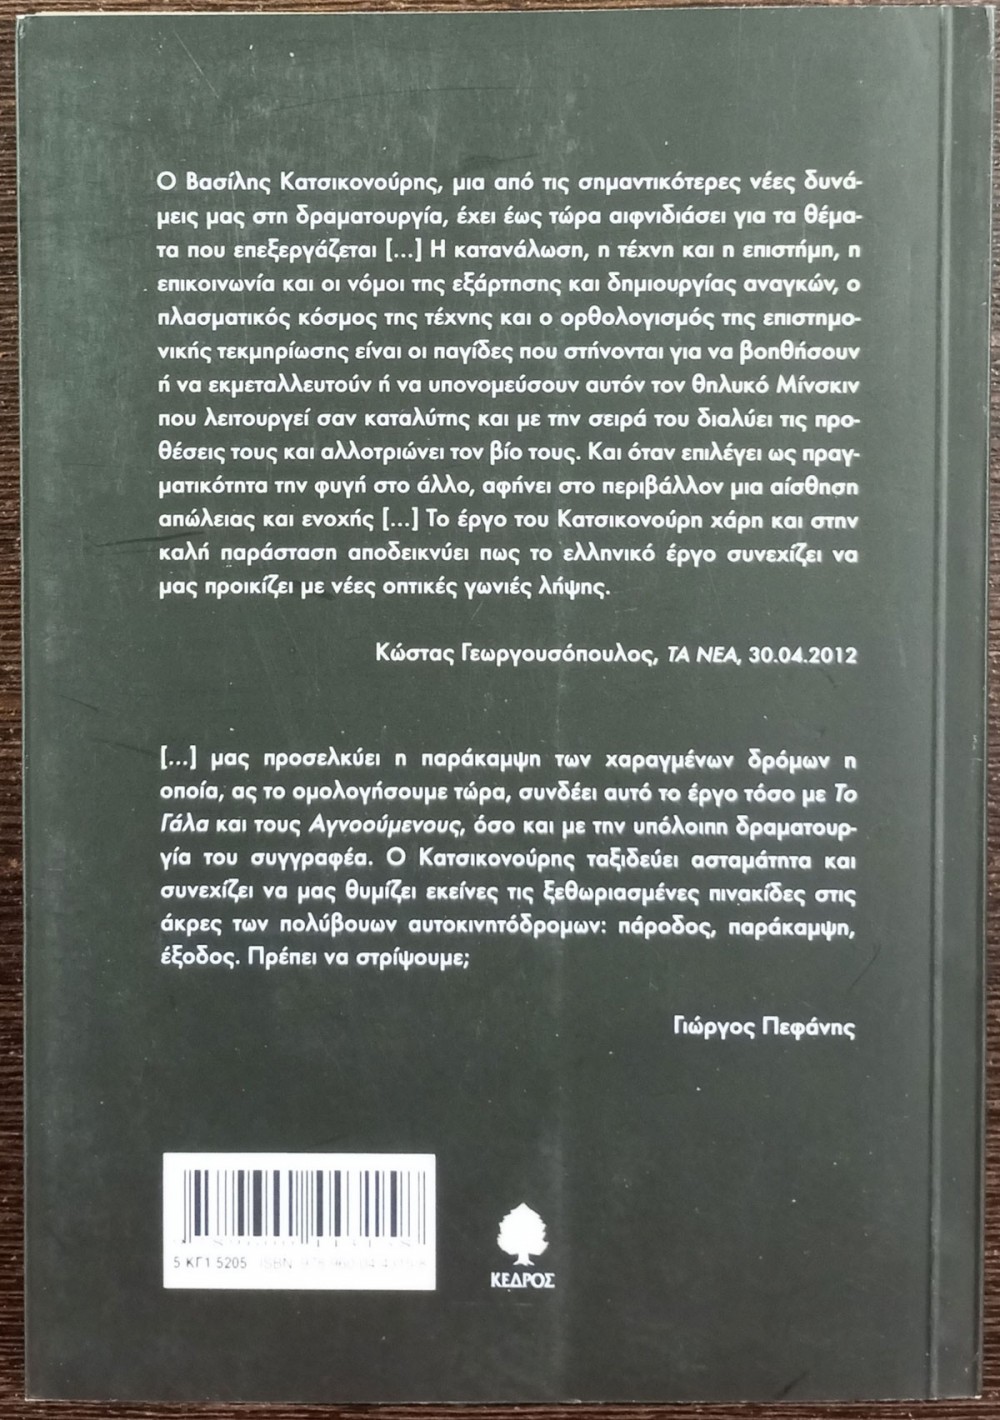 Ο Βασίλης Κατσικονούρης, μια από τις σημαντικότερες νέες δυνά-
μεις μας στη δραματουργία, έχει έως τώρα αιφνιδιάσει για τα θέμα-
τα που επεξεργάζεται [...] Η κατανάλωση, η τέχνη και η επιστήμη, η
επικοινωνία και οι νόμοι της εξάρτησης και δημιουργίας αναγκών, ο
πλασματικός κόσμος της τέχνης και ο ορθολογισμός της επιστημο-
νικής τεκμηρίωσης είναι οι παγίδες που στήνονται για να βοηθήσουν
ή να εκμεταλλευτούν ή να υπονομεύσουν αυτόν τον θηλυκό Μίνσκιν
που λειτουργεί σαν καταλύτης και με την σειρά του διαλύει τις προ-
θέσεις τους και αλλοτριώνει τον βίο τους. Και όταν επιλέγει ως πραγ-
ματικότητα την φυγή στο άλλο, αφήνει στο περιβάλλον μια αίσθηση
απώλειας και ενοχής [...] Το έργο του Κατσικονούρη χάρη και στην
καλή παράσταση αποδεικνύει πως το ελληνικό έργο συνεχίζει να
μας προικίζει με νέες οπτικές γωνιές λήψης.
Κώστας Γεωργουσόπουλος, ΤΑ ΝΕΑ, 30.04.2012
[...] μας προσελκύει η παράκαμψη των χαραγμένων δρόμων η
οποία, ας το ομολογήσουμε τώρα, συνδέει αυτό το έργο τόσο με Το
Γάλα και τους Αγνοούμενους, όσο και με την υπόλοιπη δραματουρ-
γία του συγγραφέα. Ο Κατσικονούρης ταξιδεύει ασταμάτητα και
συνεχίζει να μας θυμίζει εκείνες τις ξεθωριασμένες πινακίδες στις
άκρες των πολύβουων αυτοκινητόδρομων: πάροδος, παράκαμψη,
έξοδος. Πρέπει να στρίψουμε;
Γιώργος Πεφάνης
5 ΚΓ1 5205 ISBN
ΚΕΔΡΟΣ